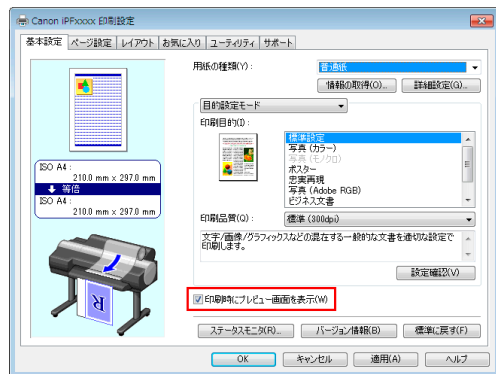 Canon iPFxxxx 印刷設定
基本設定 ページ設定 レイアウト お気に入り ユーティリティ サポート
用紙の種類(Y): 普通紙
情報の取得(O)... 詳細設定(G)...
目的設定モード
印刷目的(I):
標準設定
写真 (カラー)
写真 (モノクロ)
ポスター
忠実再現
写真 (Adobe RGB)
ビジネス文書
ISO A4 :
210.0 mm x 297.0 mm
等倍
ISO A4 :
210.0 mm x 297.0 mm
印刷品質(Q): 標準 (300dpi)
文字/画像/グラフィックスなどの混在する一般的な文書を適切な設定で
印刷します。
設定確認(V)
印刷時にプレビュー画面を表示(W)
ステータスモニタ(R)... バージョン情報(B) 標準に戻す(F)
OK キャンセル 適用(A) ヘルプ